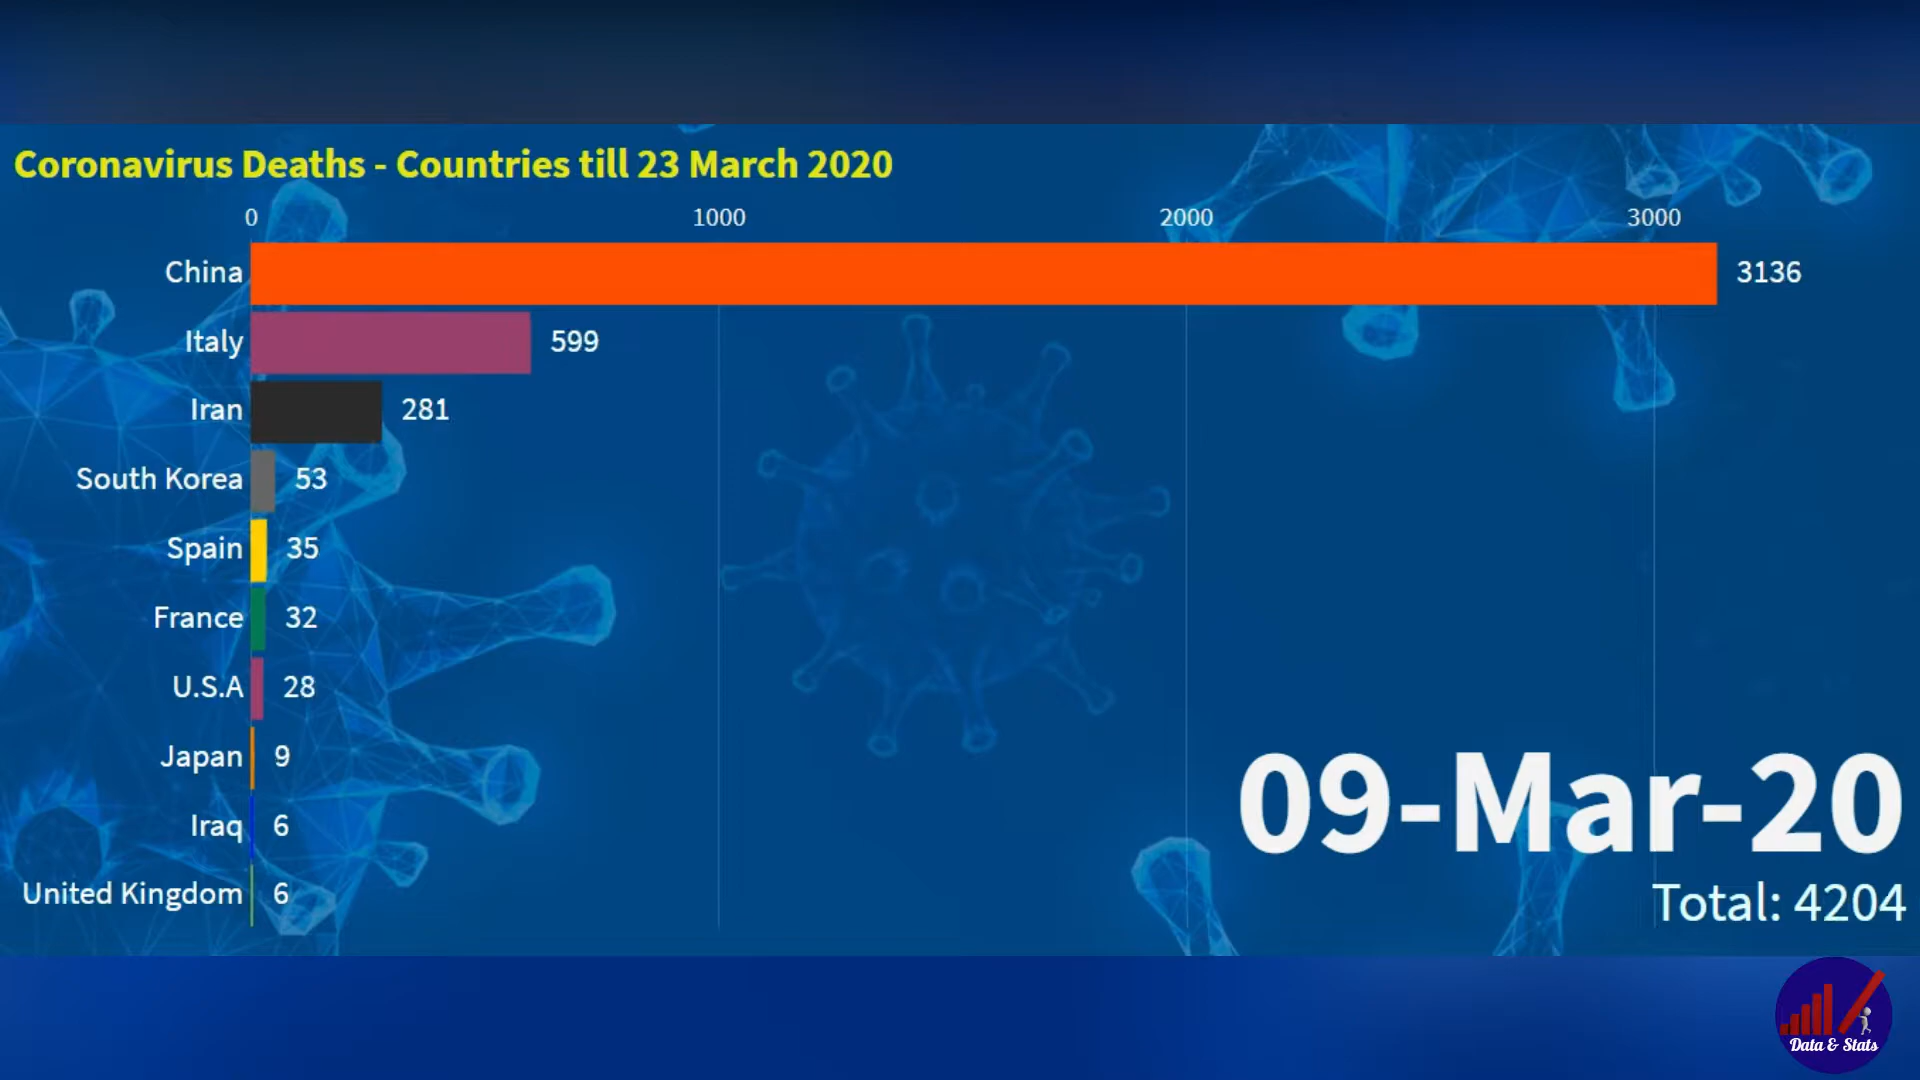 Coronavirus Deaths - Countries till 23 March 2020
0 1000 2000 3000
China 3136
Italy 599
Iran 281
South Korea 53
Spain 35
France 32
U.S.A 28
Japan 9
Iraq 6
United Kingdom 6
09-Mar-20
Total: 4204
Data & Stats